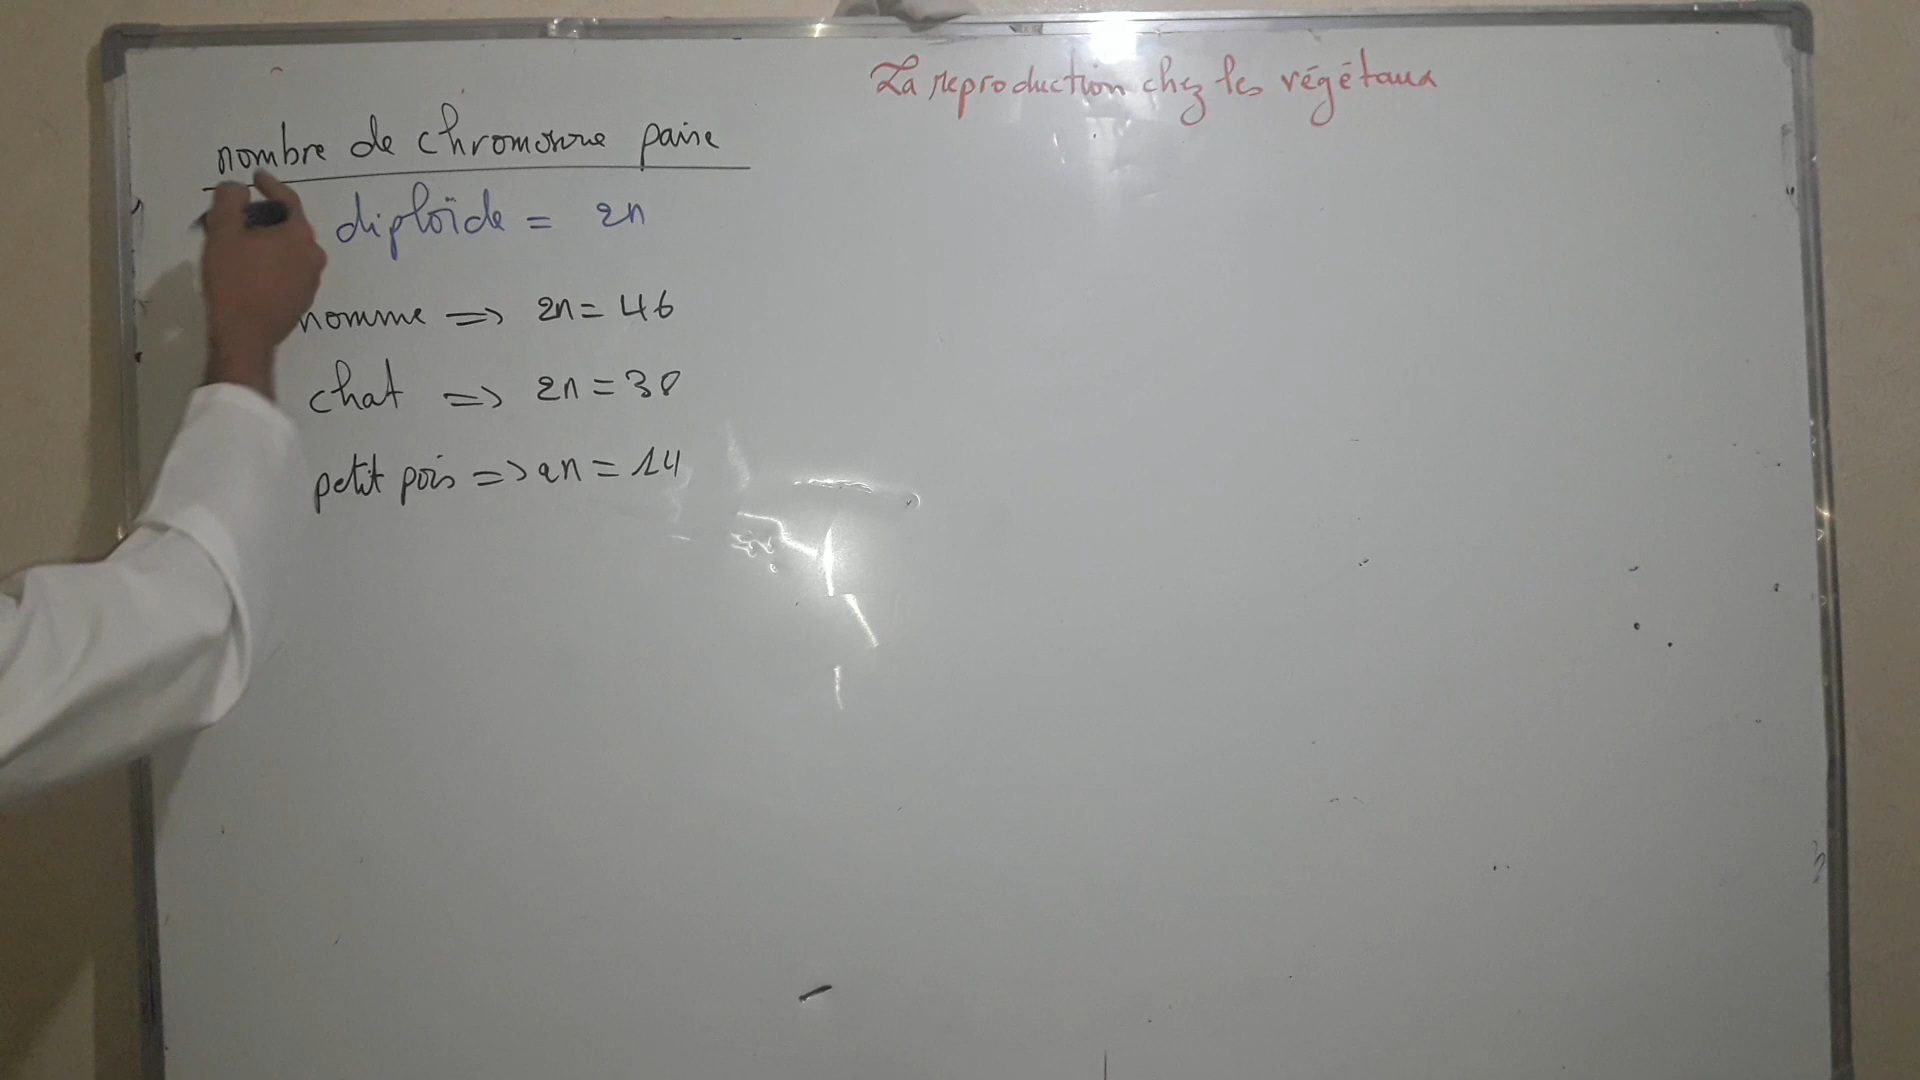 La reproduction chez les végétaux
nombre de chromosome paire
diploïde = 2n
homme => 2n = 46
chat => 2n = 38
petit pois => 2n = 14